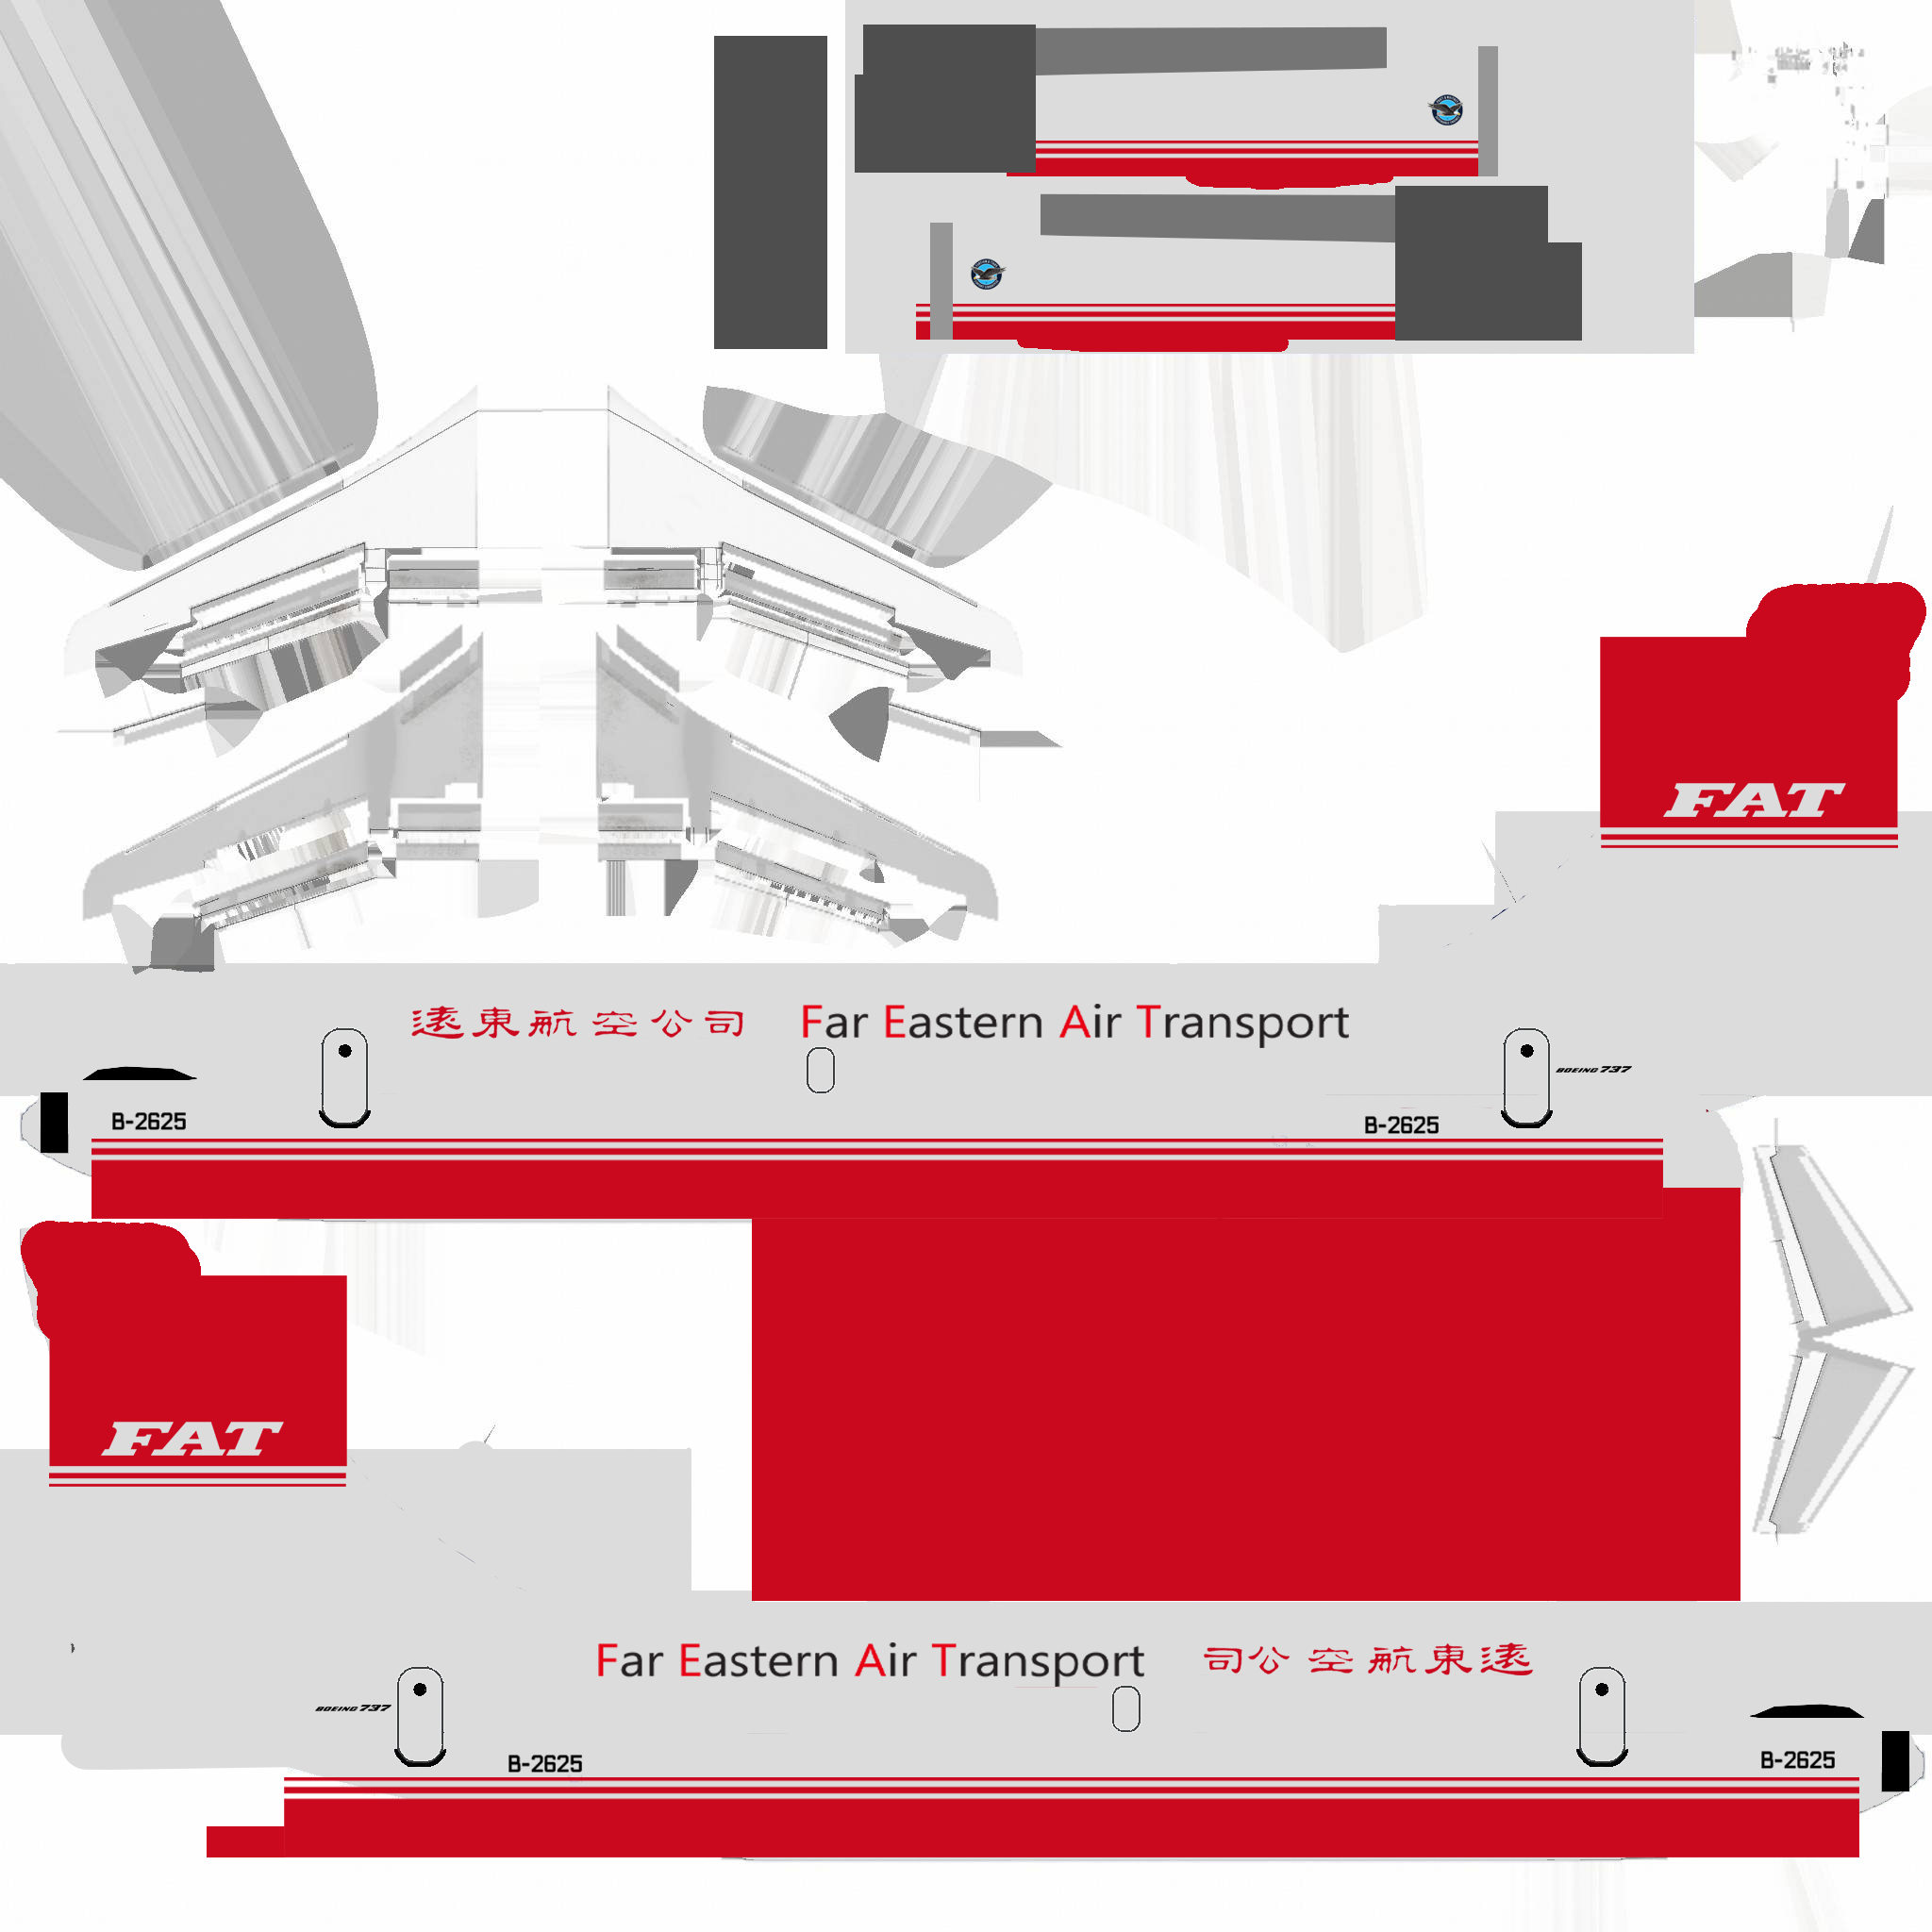 FAT
遠東航空公司 Far Eastern Air Transport
BOEING 737
B-2625
B-2625
FAT
Far Eastern Air Transport 司公空航東遠
BOEING 737
B-2625
B-2625